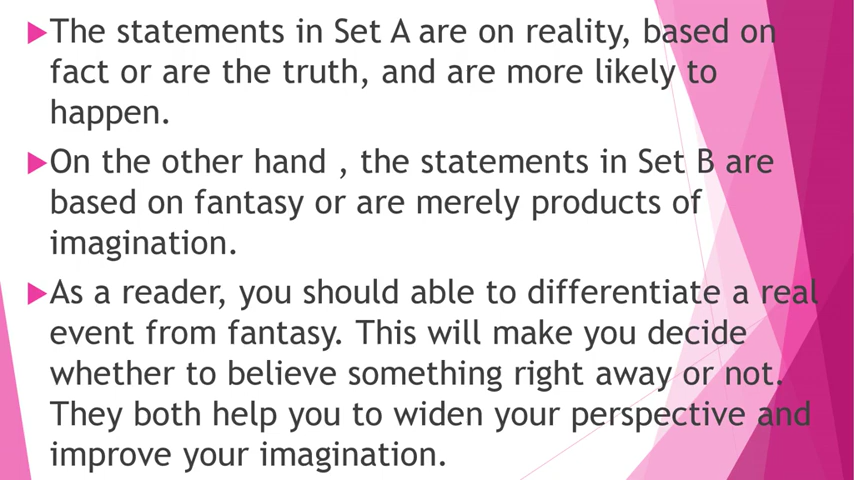 The statements in Set A are on reality, based on
fact or are the truth, and are more likely to
happen.
On the other hand , the statements in Set B are
based on fantasy or are merely products of
imagination.
As a reader, you should able to differentiate a real
event from fantasy. This will make you decide
whether to believe something right away or not.
They both help you to widen your perspective and
improve your imagination.